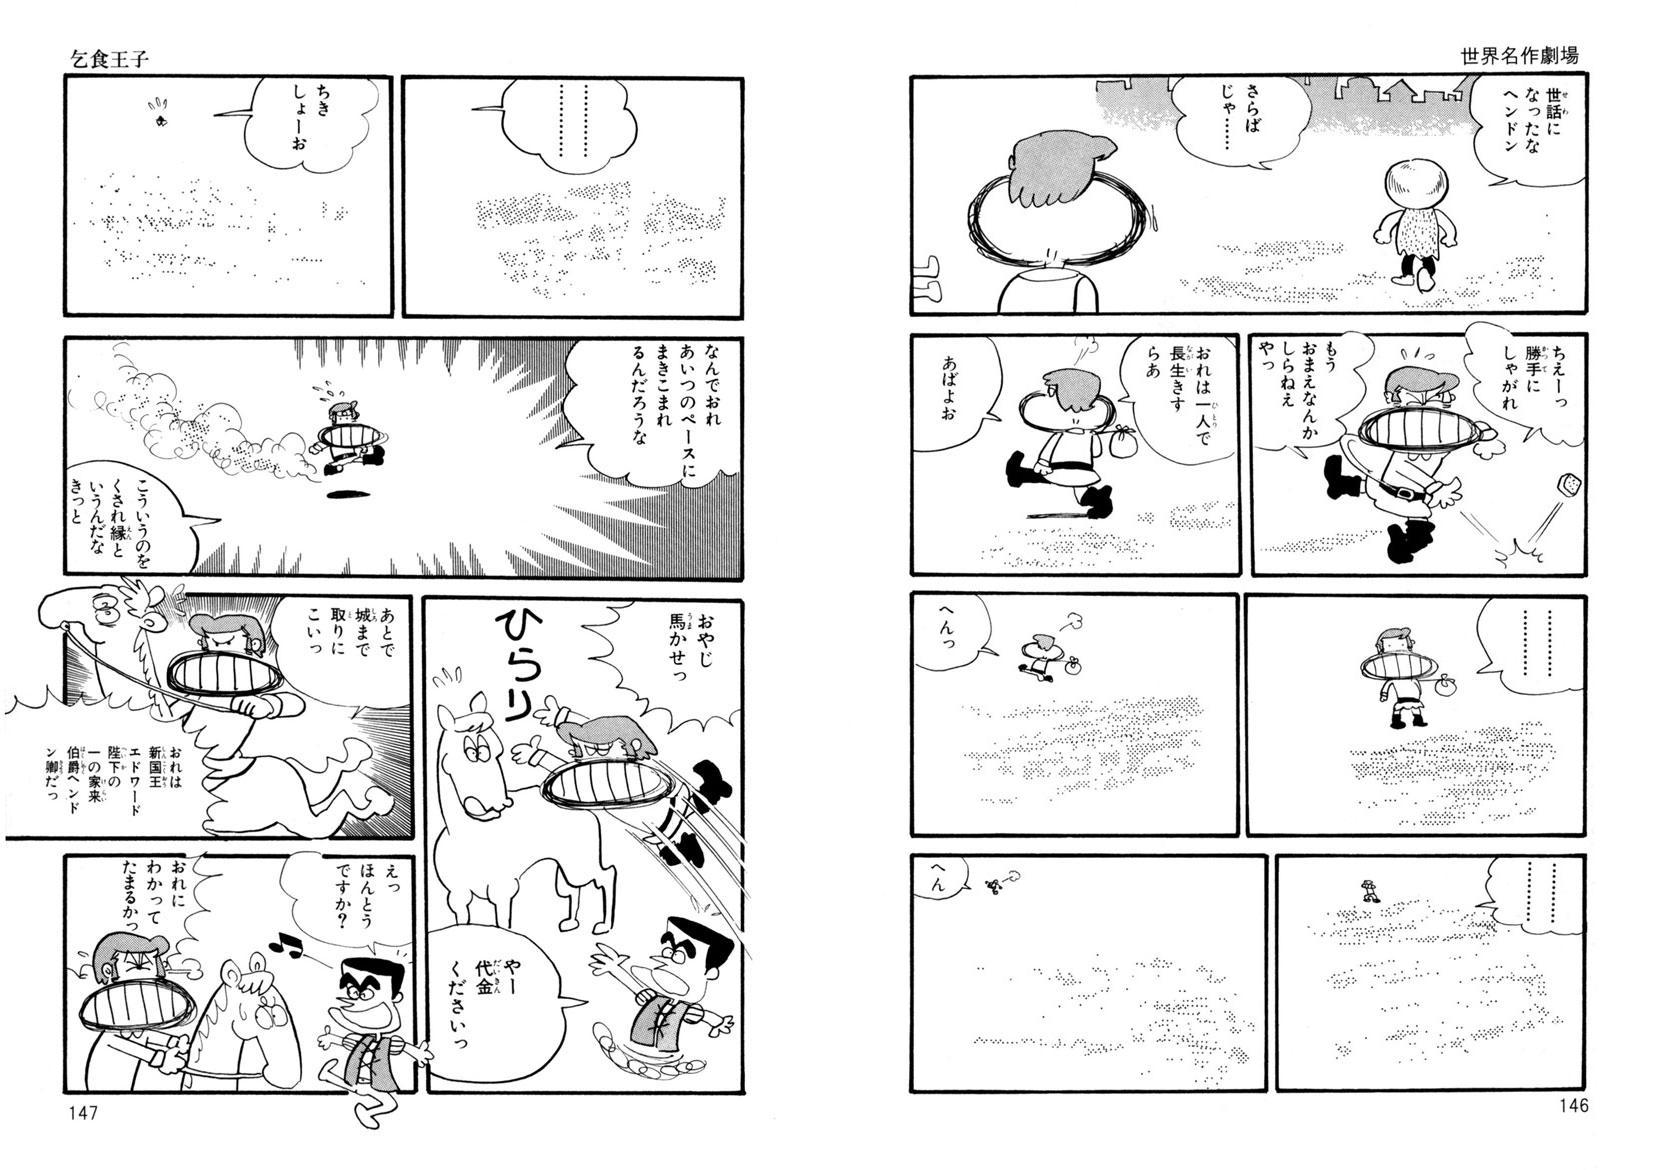 世界名作劇場
世話に
なったな
ヘンドン
さらば
じゃ……
ちえーっ
勝手に
しゃがれ
もう
おまえなんか
しらねえ
やっ
おれは一人で
長生きす
らあ
あばよお
…………
へんっ
…………
へん
146
乞食王子
…………
ちき
しょーお
なんでおれ
あいつのペースに
まきこまれ
るんだろうな
こういうのを
くされ縁と
いうんだな
きっと
おやじ
馬かせっ
ひらり
やー
代金
くださいっ
あとで
城まで
取りに
こいっ
おれは
新国王
エドワード
陛下の
一の家来
伯爵ヘンド
ン卿だっ
えっ
ほんとう
ですか?
おれに
わかって
たまるかっ
147